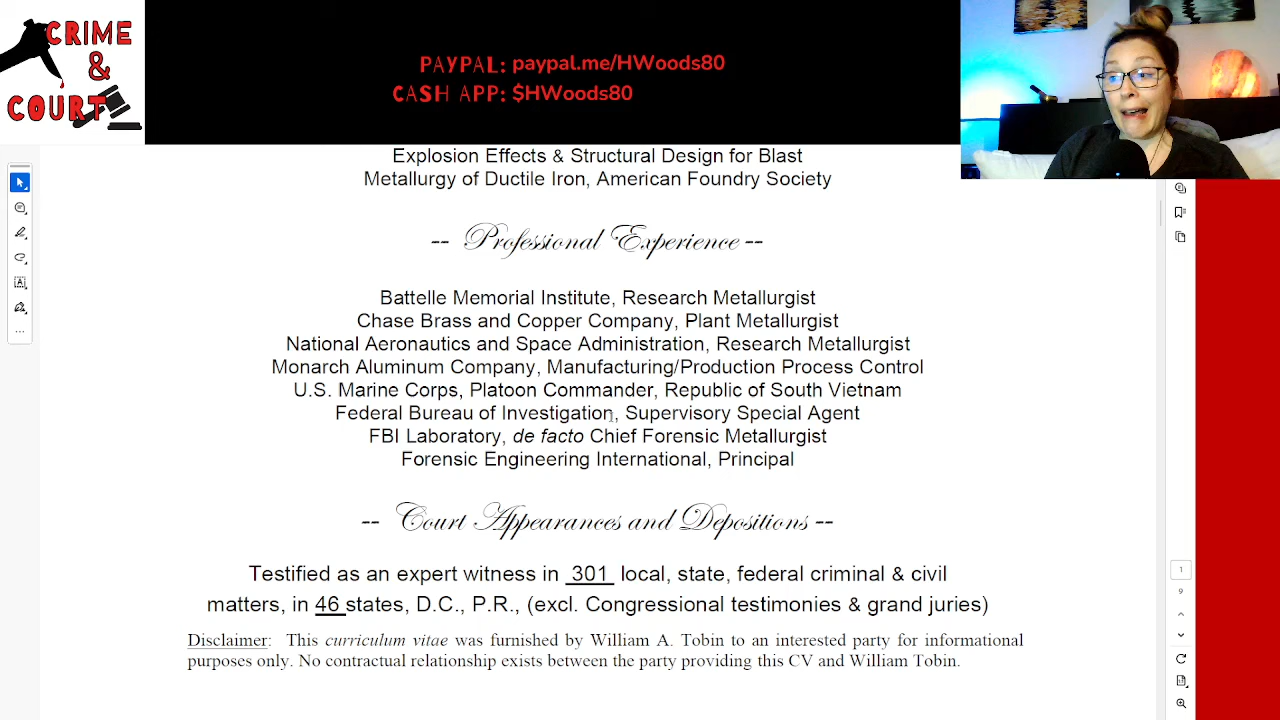 CRIME
&
COURT
PAYPAL: paypal.me/HWoods80
CASH APP: $HWoods80
Explosion Effects & Structural Design for Blast
Metallurgy of Ductile Iron, American Foundry Society
-- Professional Experience --
Battelle Memorial Institute, Research Metallurgist
Chase Brass and Copper Company, Plant Metallurgist
National Aeronautics and Space Administration, Research Metallurgist
Monarch Aluminum Company, Manufacturing/Production Process Control
U.S. Marine Corps, Platoon Commander, Republic of South Vietnam
Federal Bureau of Investigation, Supervisory Special Agent
FBI Laboratory, de facto Chief Forensic Metallurgist
Forensic Engineering International, Principal
-- Court Appearances and Depositions --
Testified as an expert witness in 301 local, state, federal criminal & civil
matters, in 46 states, D.C., P.R., (excl. Congressional testimonies & grand juries)
Disclaimer: This curriculum vitae was furnished by William A. Tobin to an interested party for informational
purposes only. No contractual relationship exists between the party providing this CV and William Tobin.
1
9